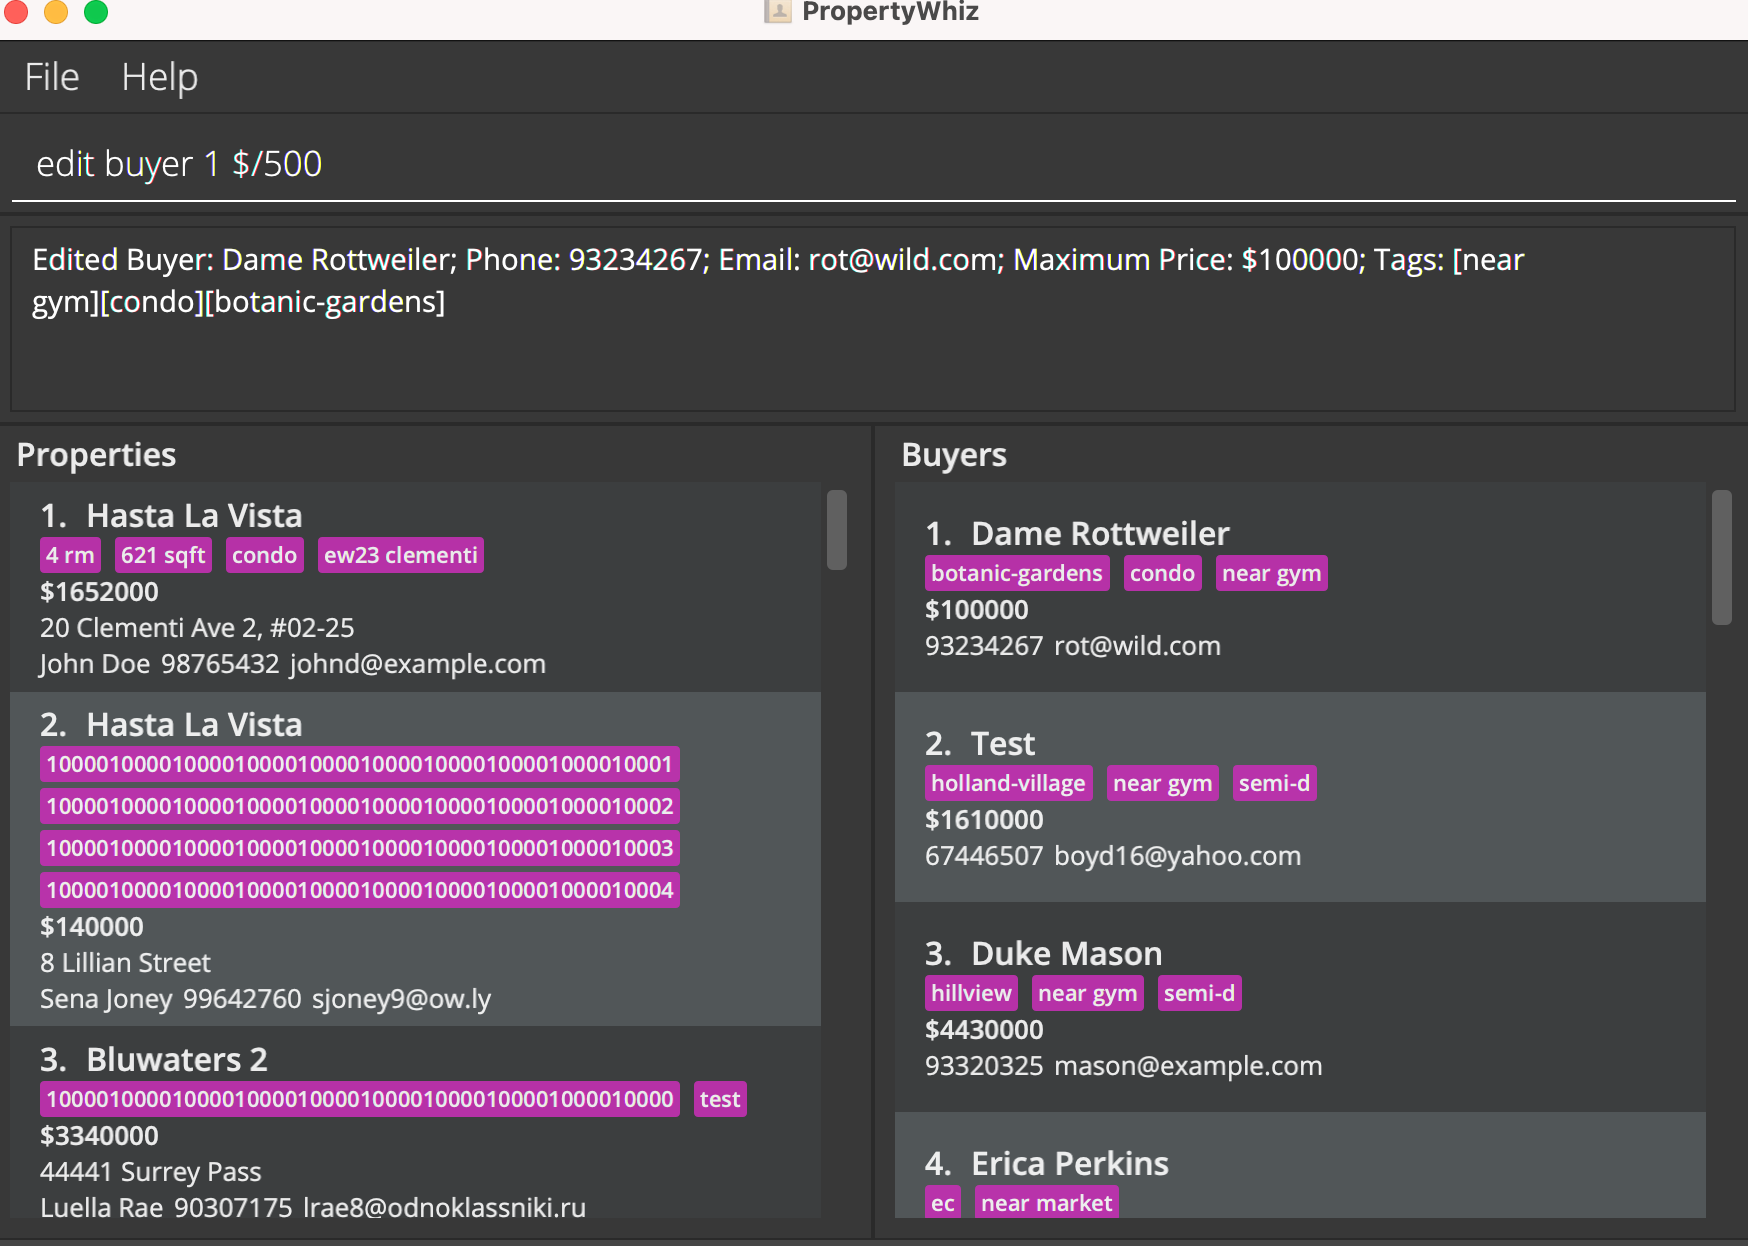 PropertyWhiz
File Help
edit buyer 1 $/500
Edited Buyer: Dame Rottweiler; Phone: 93234267; Email: rot@wild.com; Maximum Price: $100000; Tags: [near
gym][condo][botanic-gardens]
Properties
1. Hasta La Vista
4 rm 621 sqft condo ew23 clementi
$1652000
20 Clementi Ave 2, #02-25
John Doe 98765432 johnd@example.com
2. Hasta La Vista
10000100001000010000100001000010000100001000010001
10000100001000010000100001000010000100001000010002
10000100001000010000100001000010000100001000010003
10000100001000010000100001000010000100001000010004
$140000
8 Lillian Street
Sena Joney 99642760 sjoney9@ow.ly
3. Bluwaters 2
10000100001000010000100001000010000100001000010000 test
$3340000
44441 Surrey Pass
Luella Rae 90307175 lrae8@odnoklassniki.ru
Buyers
1. Dame Rottweiler
botanic-gardens condo near gym
$100000
93234267 rot@wild.com
2. Test
holland-village near gym semi-d
$1610000
67446507 boyd16@yahoo.com
3. Duke Mason
hillview near gym semi-d
$4430000
93320325 mason@example.com
4. Erica Perkins
ec near market